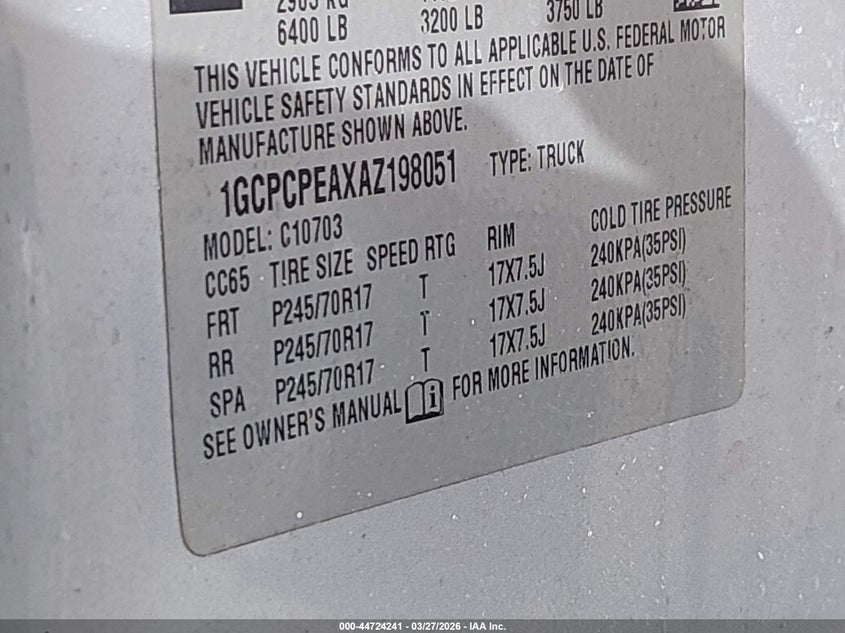 2903 KG
6400 LB 3200 LB 3750 LB
THIS VEHICLE CONFORMS TO ALL APPLICABLE U.S. FEDERAL MOTOR
VEHICLE SAFETY STANDARDS IN EFFECT ON THE DATE OF
MANUFACTURE SHOWN ABOVE.
1GCPCPEAXAZ198051 TYPE: TRUCK
MODEL: C10703
CC65 TIRE SIZE SPEED RTG RIM COLD TIRE PRESSURE
FRT P245/70R17 T 17X7.5J 240KPA(35PSI)
RR P245/70R17 T 17X7.5J 240KPA(35PSI)
SPA P245/70R17 T 17X7.5J 240KPA(35PSI)
SEE OWNER'S MANUAL FOR MORE INFORMATION.
000-44724241 - 03/27/2026 - IAA Inc.